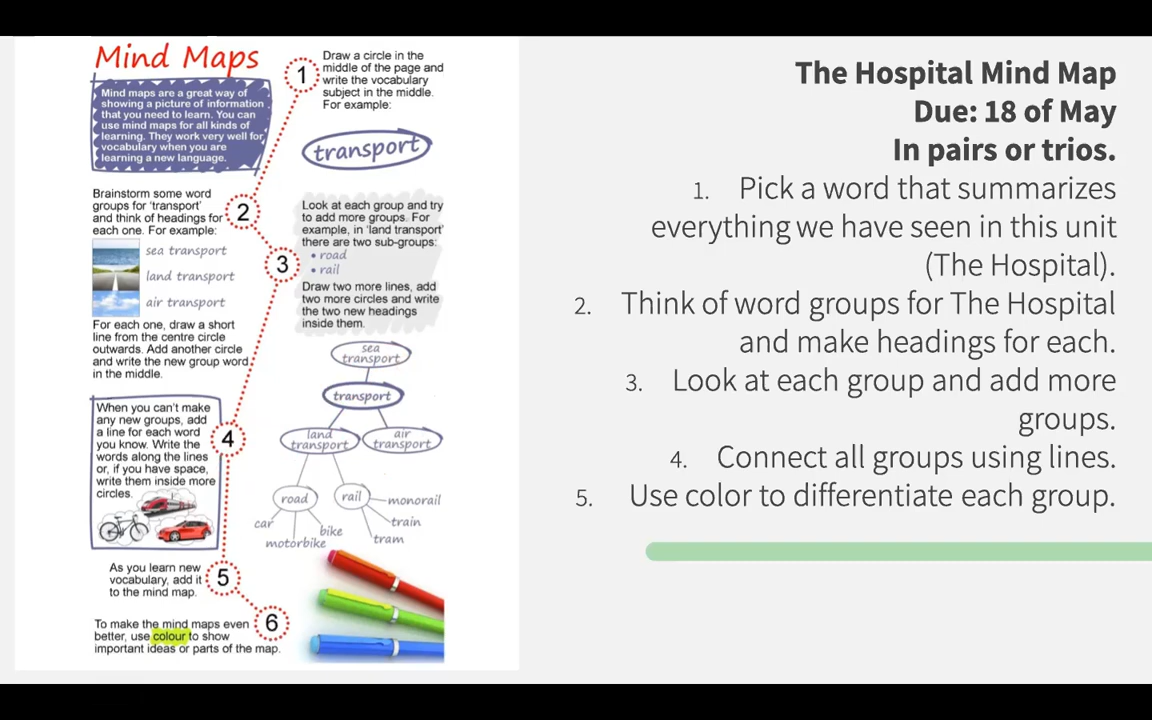 Mind Maps
Mind maps are a great way of
showing a picture of information
that you need to learn. You can
use mind maps for all kinds of
learning. They work very well for
vocabulary when you are
learning a new language.
1
Draw a circle in the
middle of the page and
write the vocabulary
subject in the middle.
For example:
transport
Brainstorm some word
groups for 'transport'
and think of headings for
each one. For example:
2
sea transport
land transport
air transport
For each one, draw a short
line from the centre circle
outwards. Add another circle
and write the new group word
in the middle.
3
Look at each group and try
to add more groups. For
example, in 'land transport'
there are two sub-groups:
• road
• rail
Draw two more lines, add
two more circles and write
the two new headings
inside them.
sea
transport
transport
land
transport
air
transport
road
rail
monorail
car
train
bike
tram
motorbike
When you can't make
any new groups, add
a line for each word
you know. Write the
words along the lines
or, if you have space,
write them inside more
circles.
4
As you learn new
vocabulary, add it
to the mind map.
5
To make the mind maps even
better, use colour to show
important ideas or parts of the map.
6
The Hospital Mind Map
Due: 18 of May
In pairs or trios.
1. Pick a word that summarizes
everything we have seen in this unit
(The Hospital).
2. Think of word groups for The Hospital
and make headings for each.
3. Look at each group and add more
groups.
4. Connect all groups using lines.
5. Use color to differentiate each group.